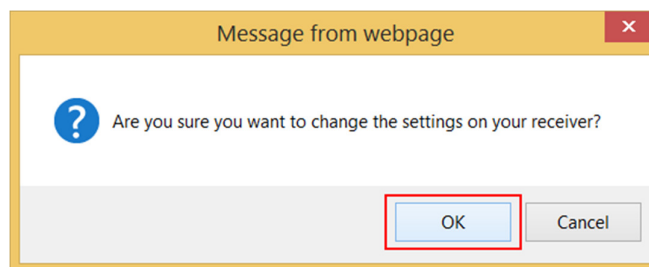 Message from webpage
Are you sure you want to change the settings on your receiver?
OK
Cancel